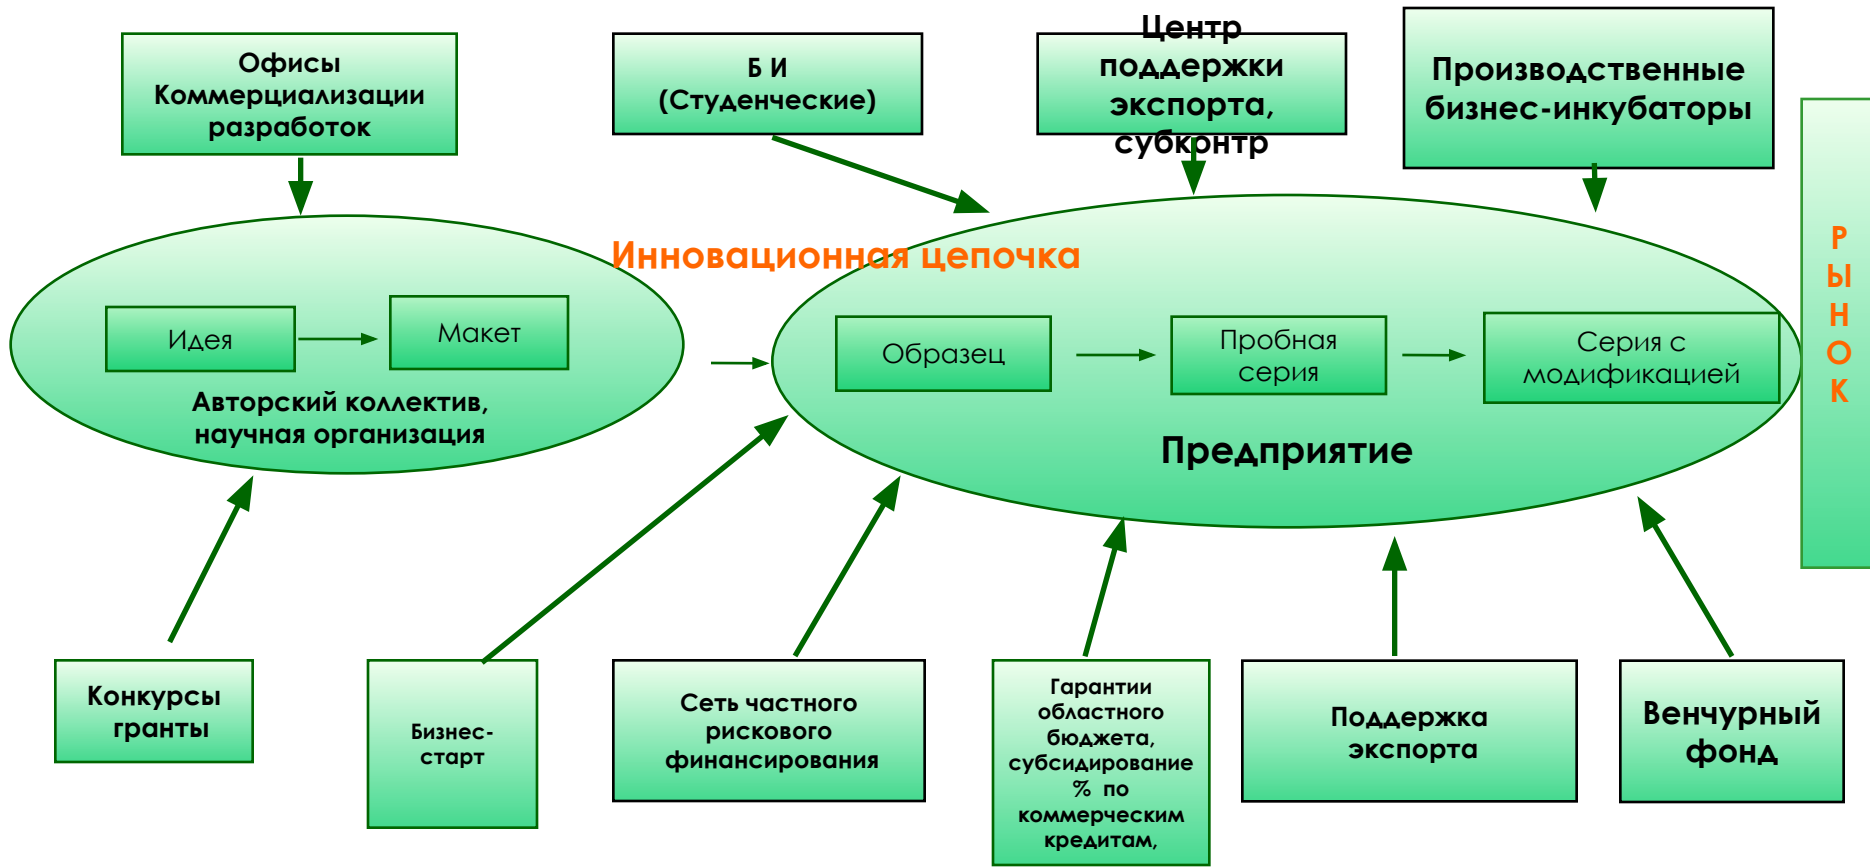 Офисы
Коммерциализации
разработок
Б И
(Студенческие)
Центр
поддержки
экспорта,
субконтр
Производственные
бизнес-инкубаторы
Р
Ы
Н
О
К
Инновационная цепочка
Идея
Макет
Авторский коллектив,
научная организация
Образец
Пробная
серия
Серия с
модификацией
Предприятие
Конкурсы
гранты
Бизнес-
старт
Сеть частного
рискового
финансирования
Гарантии
областного
бюджета,
субсидирование
% по
коммерческим
кредитам,
Поддержка
экспорта
Венчурный
фонд